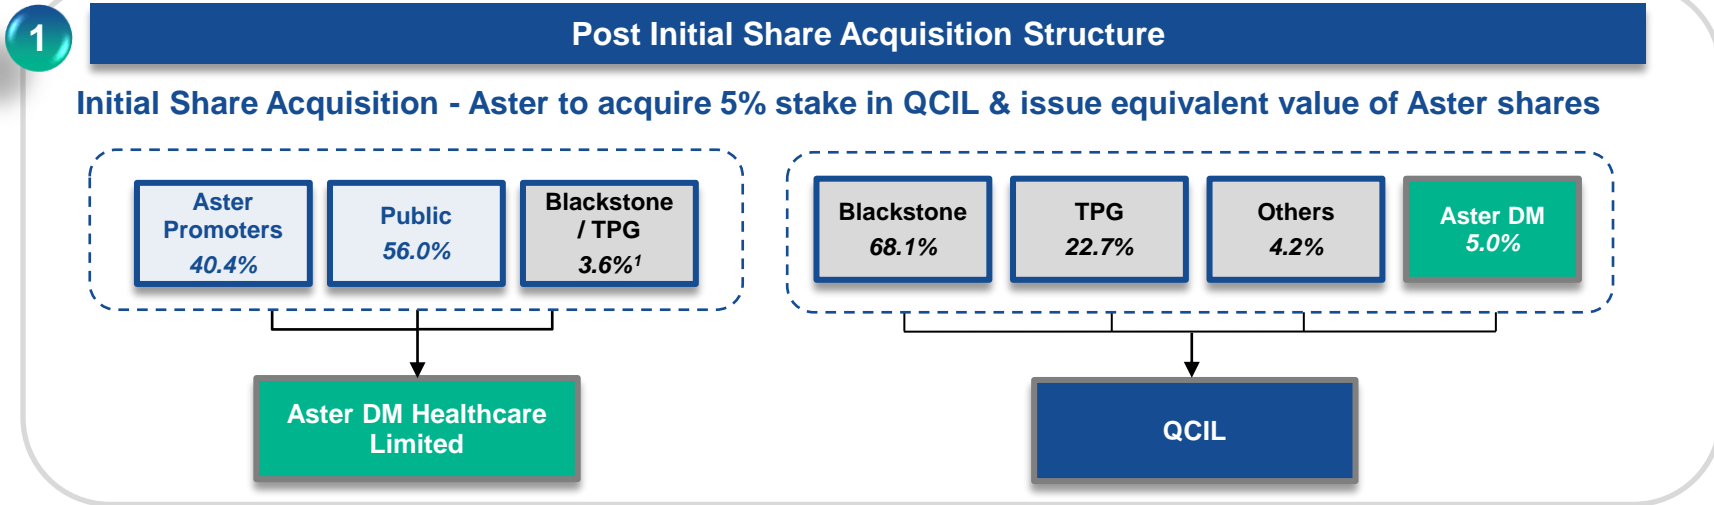 1
Post Initial Share Acquisition Structure
Initial Share Acquisition - Aster to acquire 5% stake in QCIL & issue equivalent value of Aster shares
Aster
Promoters
40.4%
Public
56.0%
Blackstone
/ TPG
3.6%¹
Blackstone
68.1%
TPG
22.7%
Others
4.2%
Aster DM
5.0%
Aster DM Healthcare
Limited
QCIL